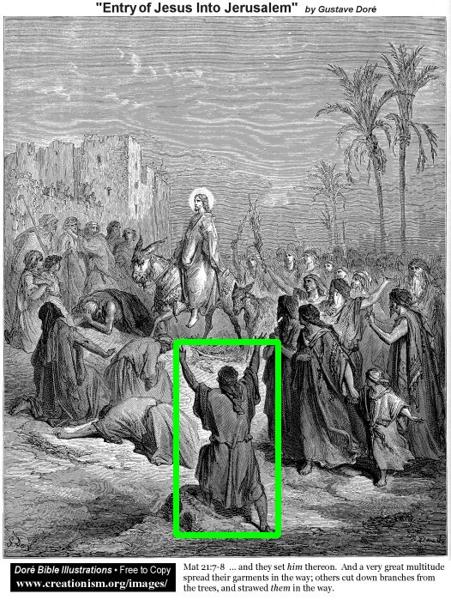 "Entry of Jesus Into Jerusalem" by Gustave Doré
Doré Bible Illustrations • Free to Copy
www.creationism.org/images/
Mat 21:7-8 ... and they set him thereon. And a very great multitude
spread their garments in the way; others cut down branches from
the trees, and strawed them in the way.